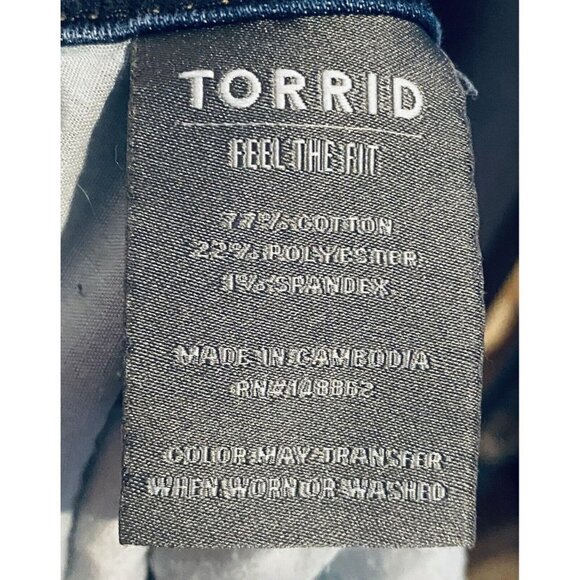 TORRID
FEEL THE FIT
77% COTTON
22% POLYESTER
1% SPANDEX
MADE IN CAMBODIA
RN#148862
COLOR MAY TRANSFER
WHEN WORN OR WASHED